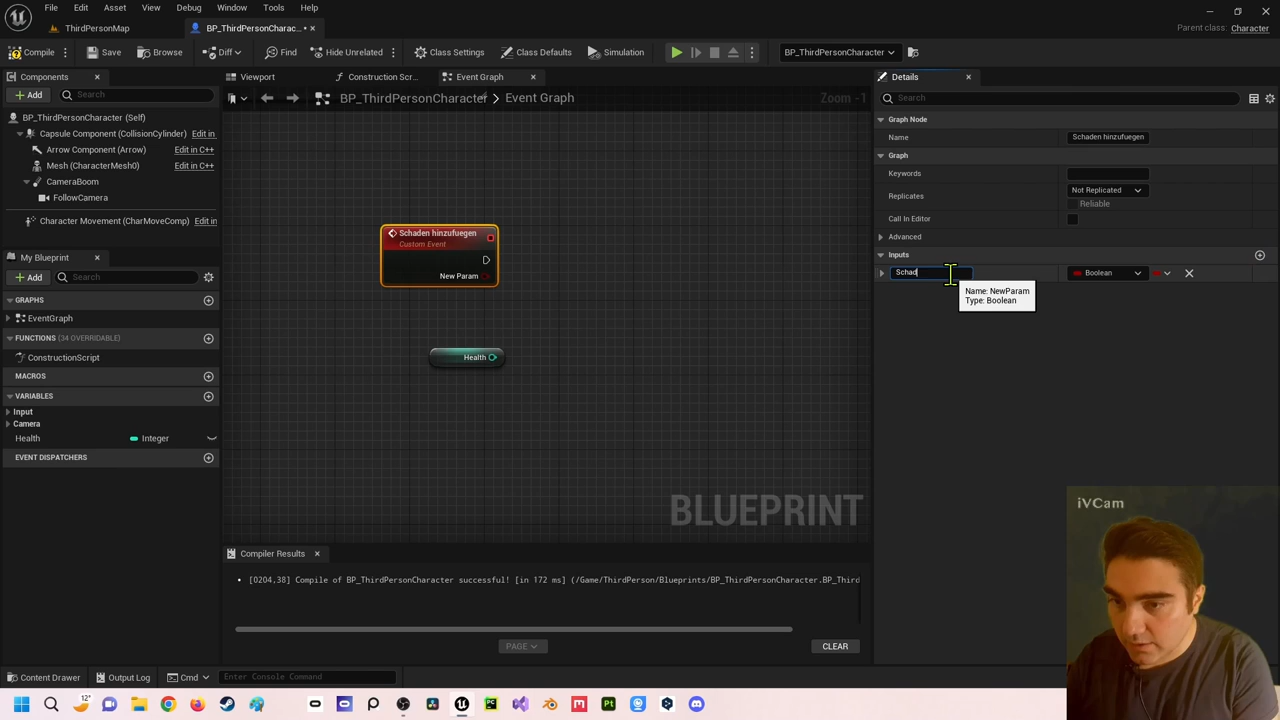 File Edit Asset View Debug Window Tools Help
ThirdPersonMap
BP_ThirdPersonCharac...
Parent class: Character
Compile Save Browse Diff Find Hide Unrelated Class Settings Class Defaults Simulation BP_ThirdPersonCharacter
Components
Add Search
BP_ThirdPersonCharacter (Self)
Capsule Component (CollisionCylinder) Edit in
Arrow Component (Arrow) Edit in C++
Mesh (CharacterMesh0) Edit in C++
CameraBoom
FollowCamera
Character Movement (CharMoveComp) Edit in
My Blueprint
Add Search
GRAPHS
EventGraph
FUNCTIONS (34 OVERRIDABLE)
ConstructionScript
MACROS
VARIABLES
Input
Camera
Health Integer
EVENT DISPATCHERS
Viewport Construction Scr... Event Graph
BP_ThirdPersonCharacter > Event Graph Zoom -1
Schaden hinzufuegen
Custom Event
New Param
Health
BLUEPRINT
Compiler Results
[0204,38] Compile of BP_ThirdPersonCharacter successful! [in 172 ms] (/Game/ThirdPerson/Blueprints/BP_ThirdPersonCharacter.BP_Third
PAGE CLEAR
Details
Search
Graph Node
Name Schaden hinzufuegen
Graph
Keywords
Replicates Not Replicated
Reliable
Call In Editor
Advanced
Inputs
Schad Boolean
Name: NewParam
Type: Boolean
iVCam
Content Drawer Output Log Cmd Enter Console Command
12°